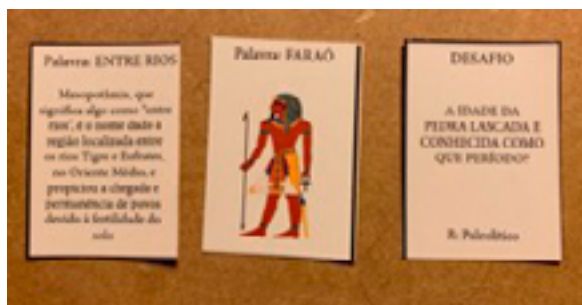 Palavra: ENTRE RIOS
Mesopotâmia, que
significa algo como "entre
rios", é o nome dado à
região localizada entre
os rios Tigre e Eufrates,
no Oriente Médio, e
propiciou a chegada e
permanência de povos
devido à fertilidade do
solo
Palavra: FARAÓ
DESAFIO
A IDADE DA
PEDRA LASCADA E
CONHECIDA COMO
QUE PERÍODO?
R: Paleolítico